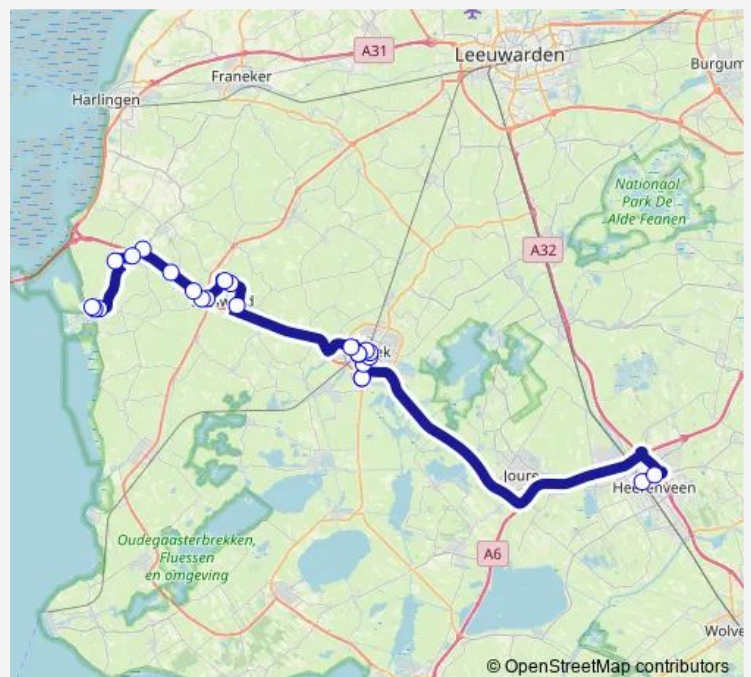 A31
Leeuwarden
Franeker
Burgum
Harlingen
Nationaal
Park De
Alde Feanen
A32
Joure
Heerenveen
Oudegaasterbrekken,
Fluessen
en omgeving
A6
Wolve
© OpenStreetMap contributors